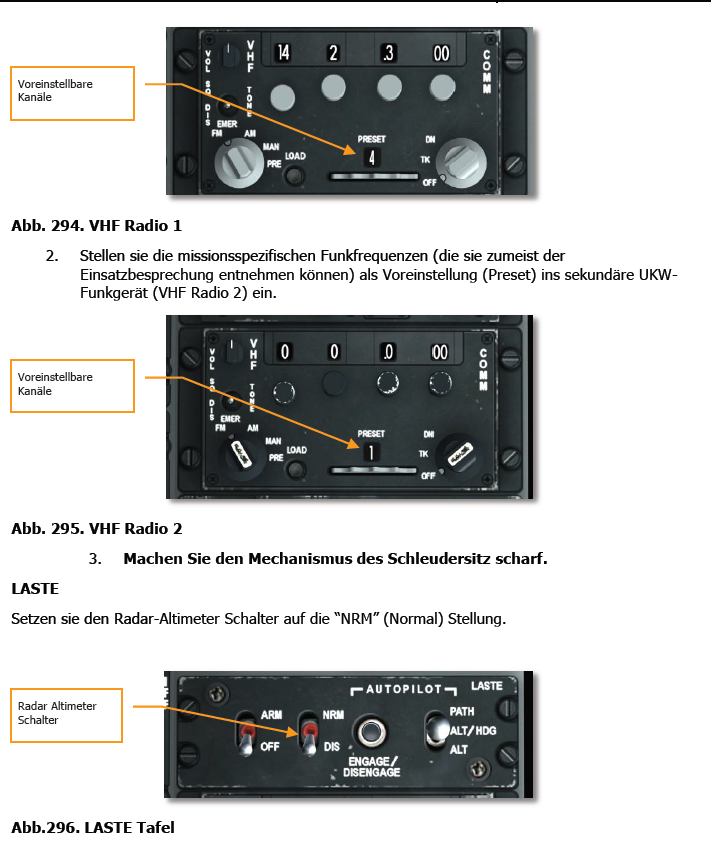 VHF
14 2 .3 00
COMM
VOL
SQ DIS
TONE
EMER
FM AM
MAN
PRE
LOAD
PRESET
4
DN
TK
OFF
Voreinstellbare
Kanäle
Abb. 294. VHF Radio 1
2. Stellen sie die missionsspezifischen Funkfrequenzen (die sie zumeist der
Einsatzbesprechung entnehmen können) als Voreinstellung (Preset) ins sekundäre UKW-
Funkgerät (VHF Radio 2) ein.
VHF
0 0 .0 00
COMM
VOL
SQ DIS
TONE
EMER
FM AM
MAN
PRE
LOAD
PRESET
1
DN
TK
OFF
Voreinstellbare
Kanäle
Abb. 295. VHF Radio 2
3. Machen Sie den Mechanismus des Schleudersitz scharf.
LASTE
Setzen sie den Radar-Altimeter Schalter auf die “NRM” (Normal) Stellung.
Radar Altimeter
Schalter
AUTOPILOT
LASTE
ARM
OFF
NRM
DIS
ENGAGE/
DISENGAGE
PATH
ALT/HDG
ALT
Abb.296. LASTE Tafel